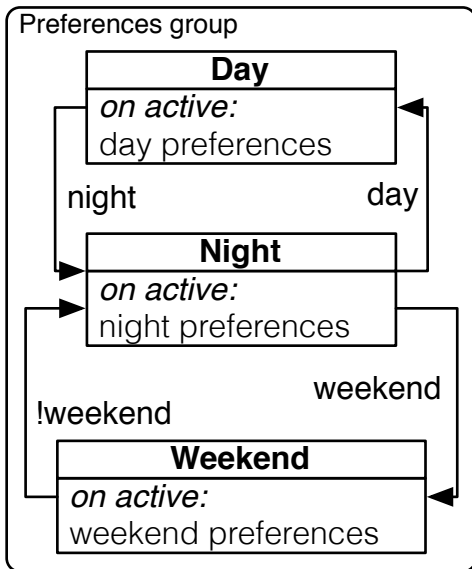 Preferences group
Day
on active:
day preferences
night
day
Night
on active:
night preferences
weekend
!weekend
Weekend
on active:
weekend preferences